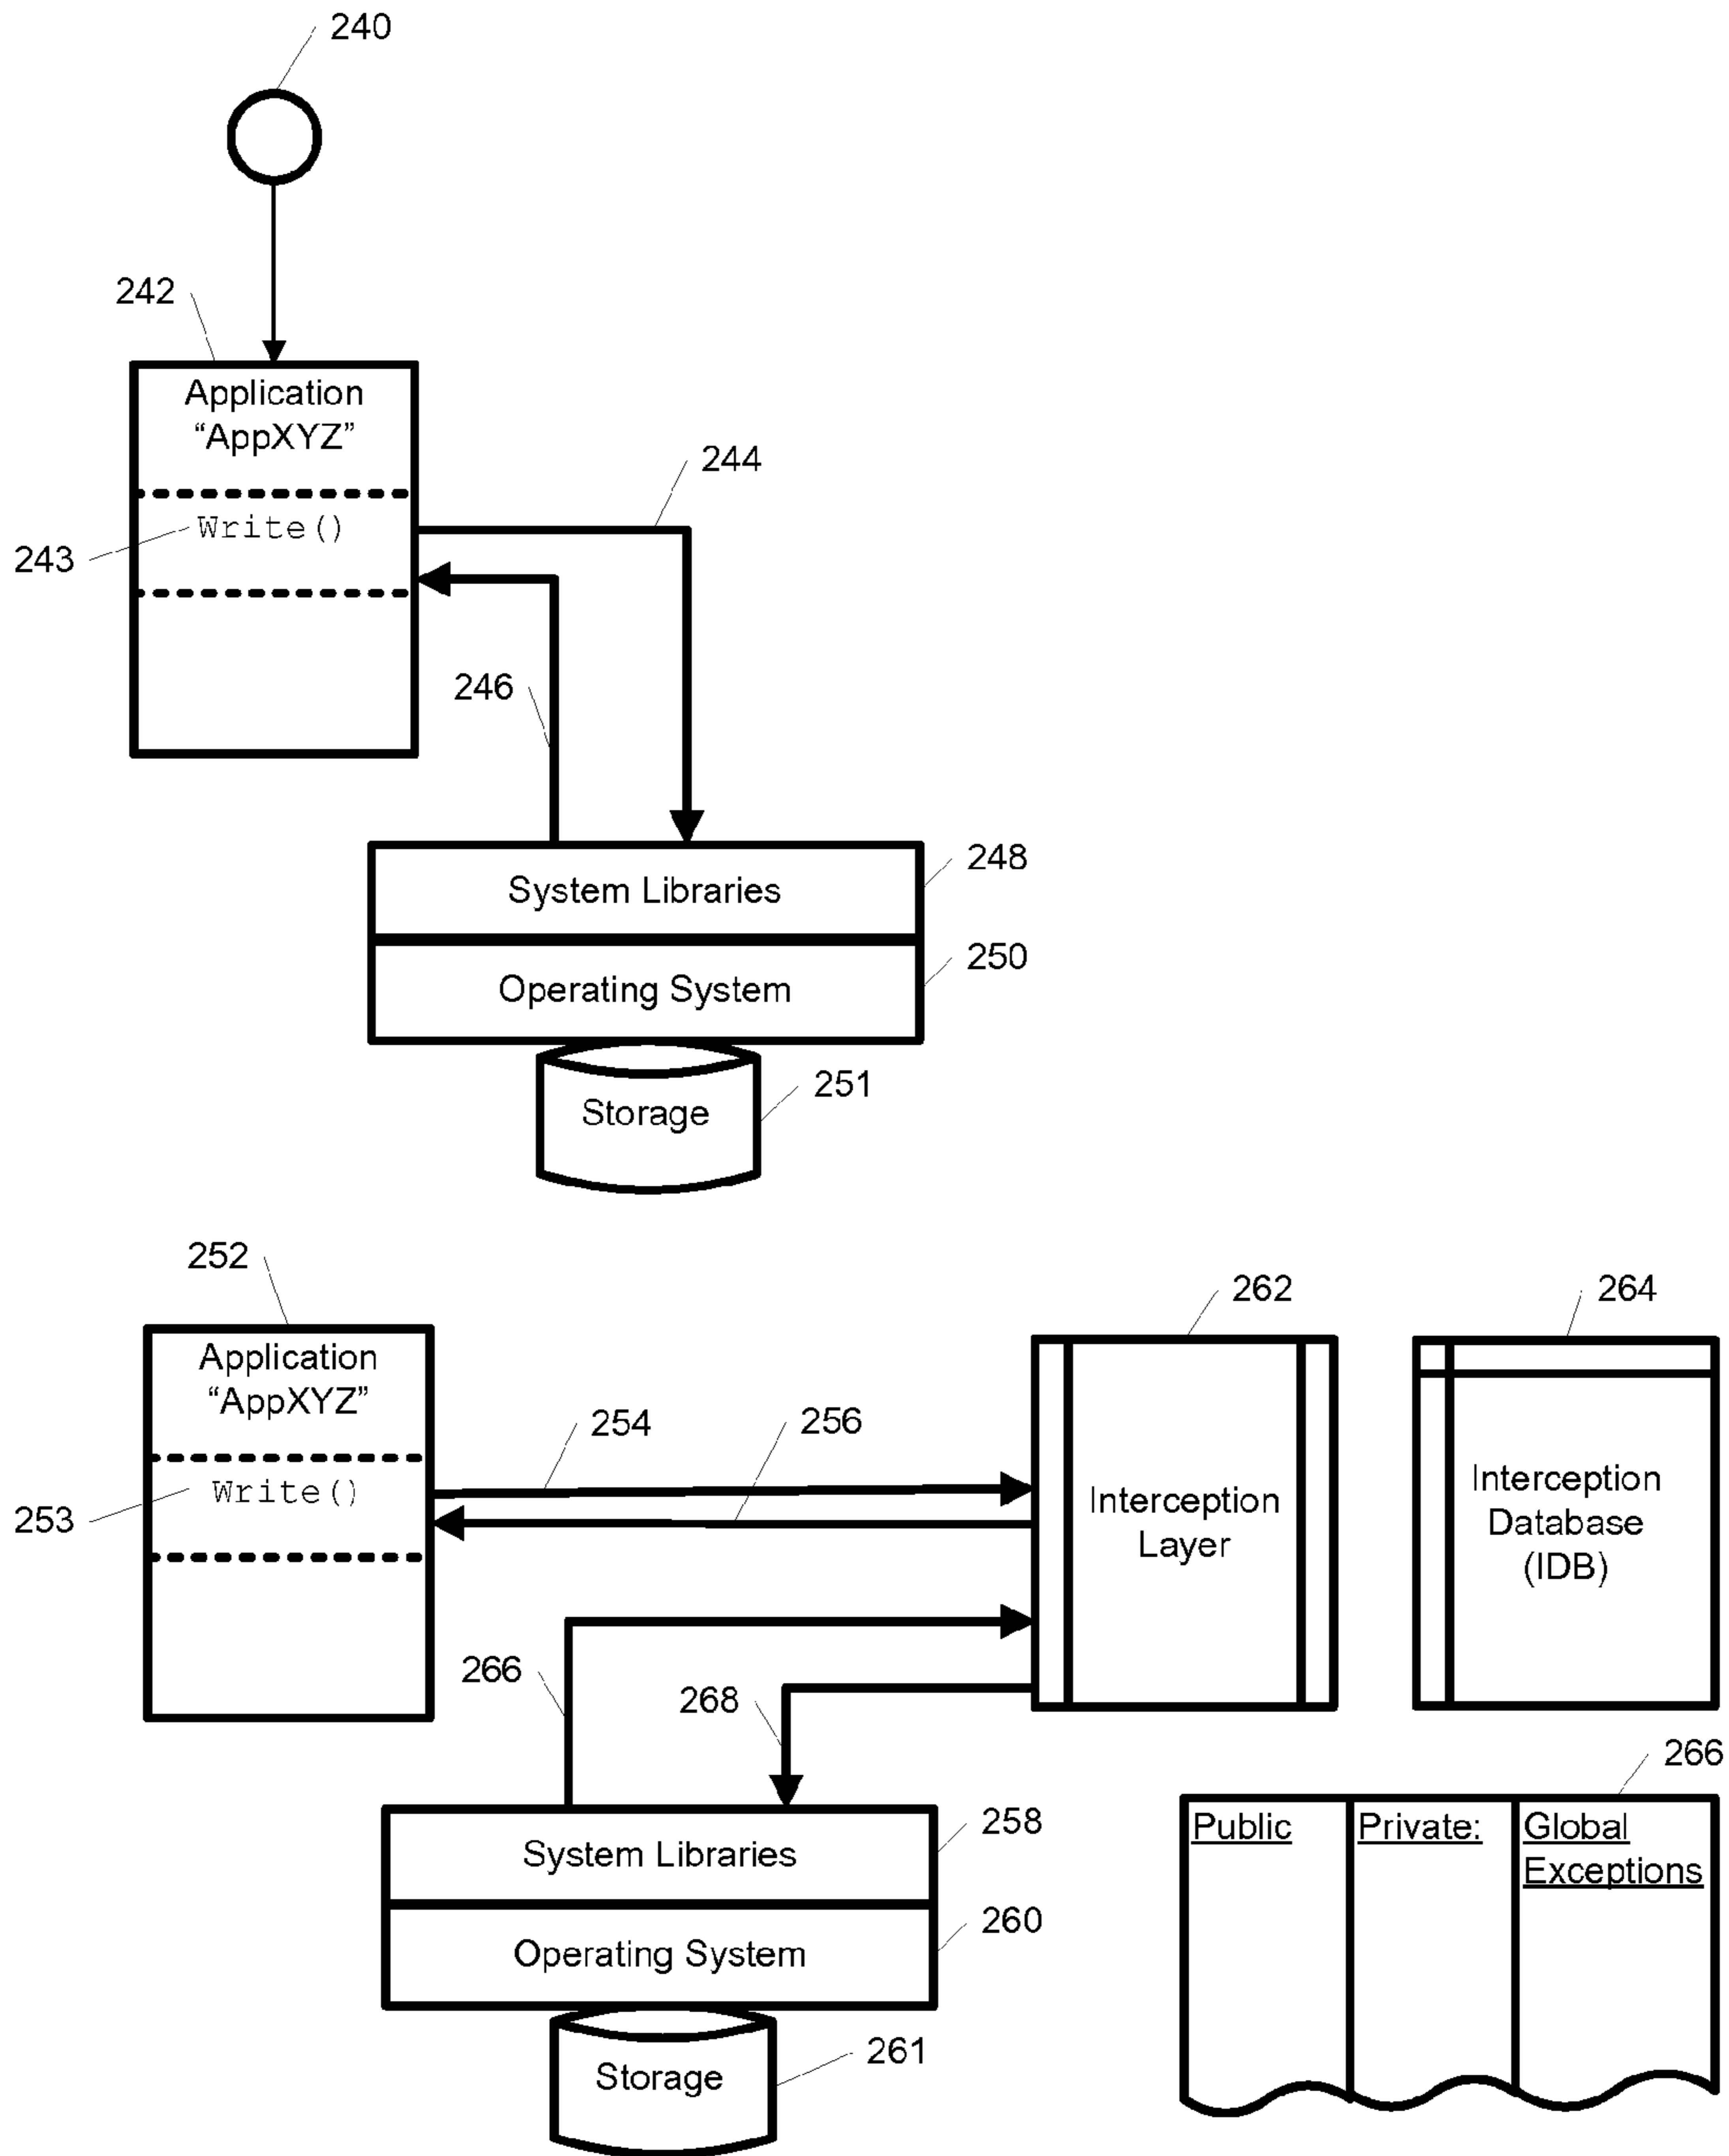 240
242
Application
“AppXYZ”
244
Write()
243
246
248
System Libraries
250
Operating System
251
Storage
252
262
264
Application
“AppXYZ”
254
256
Write()
253
Interception
Layer
Interception
Database
(IDB)
266
268
266
Public
Private:
Global
Exceptions
258
System Libraries
260
Operating System
261
Storage